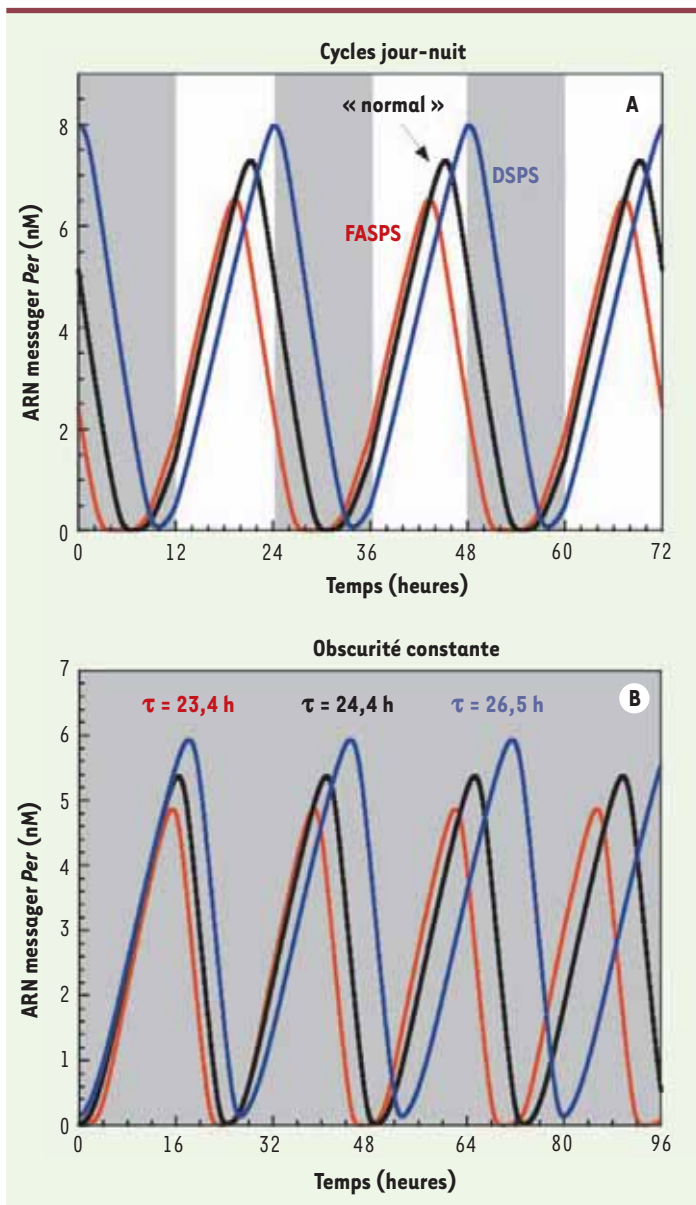 Cycles jour-nuit
« normal »
A
DSPS
FASPS
ARN messager Per (nM)
8
6
4
2
0
0 12 24 36 48 60 72
Temps (heures)
Obscurité constante
τ = 23,4 h τ = 24,4 h τ = 26,5 h
B
ARN messager Per (nM)
7
6
5
4
3
2
1
0
0 16 32 48 64 80 96
Temps (heures)